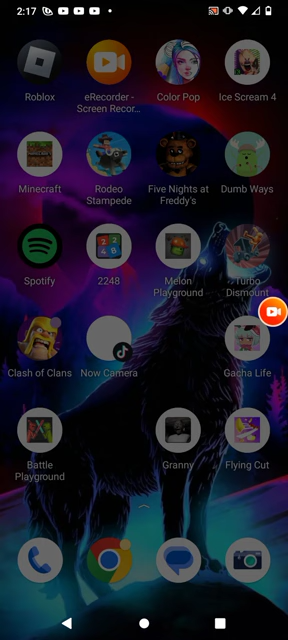 2:17
Roblox
eRecorder -
Screen Recor...
Color Pop
Ice Scream 4
Minecraft
Rodeo
Stampede
Five Nights at
Freddy's
Dumb Ways
Spotify
2248
Melon
Playground
Turbo
Dismount
Clash of Clans
Now Camera
Gacha Life
Battle
Playground
Granny
Flying Cut